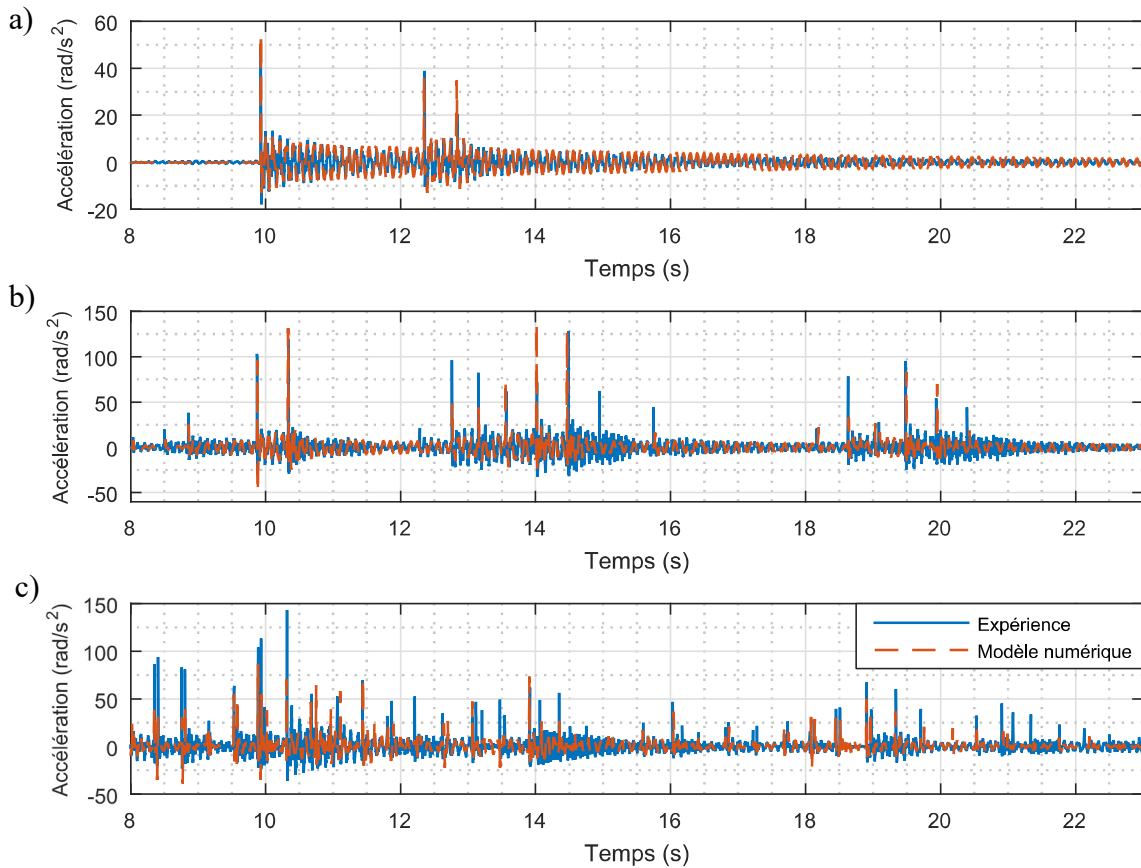 a)
Accélération (rad/s²)
60
40
20
0
-20
8 10 12 14 16 18 20 22
Temps (s)
b)
Accélération (rad/s²)
150
100
50
0
-50
8 10 12 14 16 18 20 22
Temps (s)
c)
Accélération (rad/s²)
150
100
50
0
-50
Expérience
Modèle numérique
8 10 12 14 16 18 20 22
Temps (s)